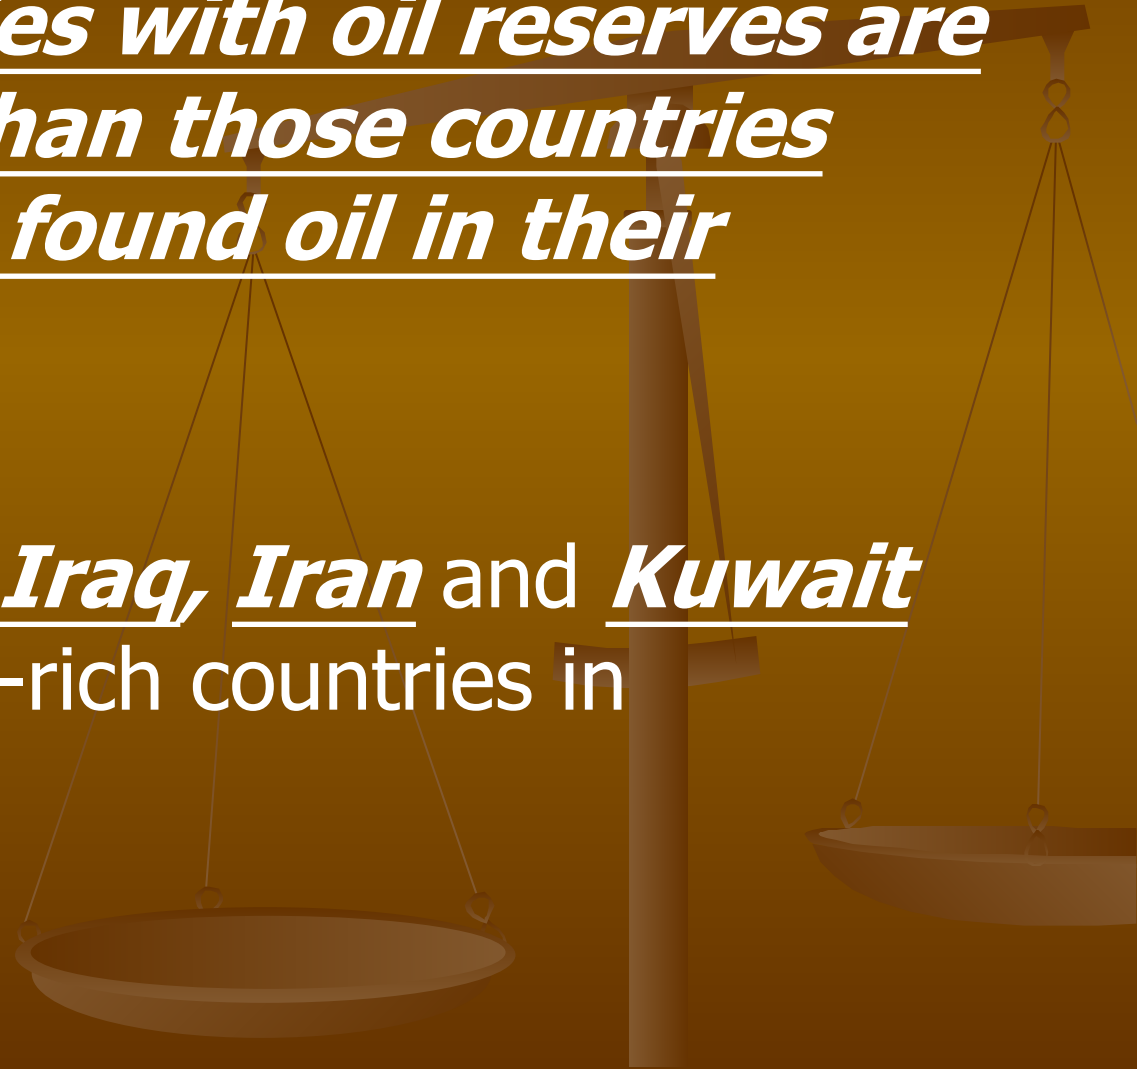 es with oil reserves are
han those countries
found oil in their
Iraq, Iran and Kuwait
-rich countries in